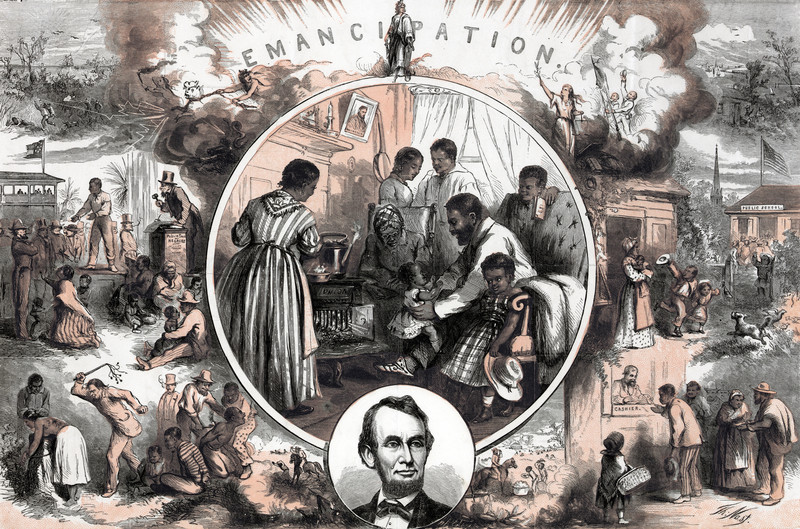 EMANCIPATION.
PUBLIC SCHOOL
CASHIER.
Th. Nast.